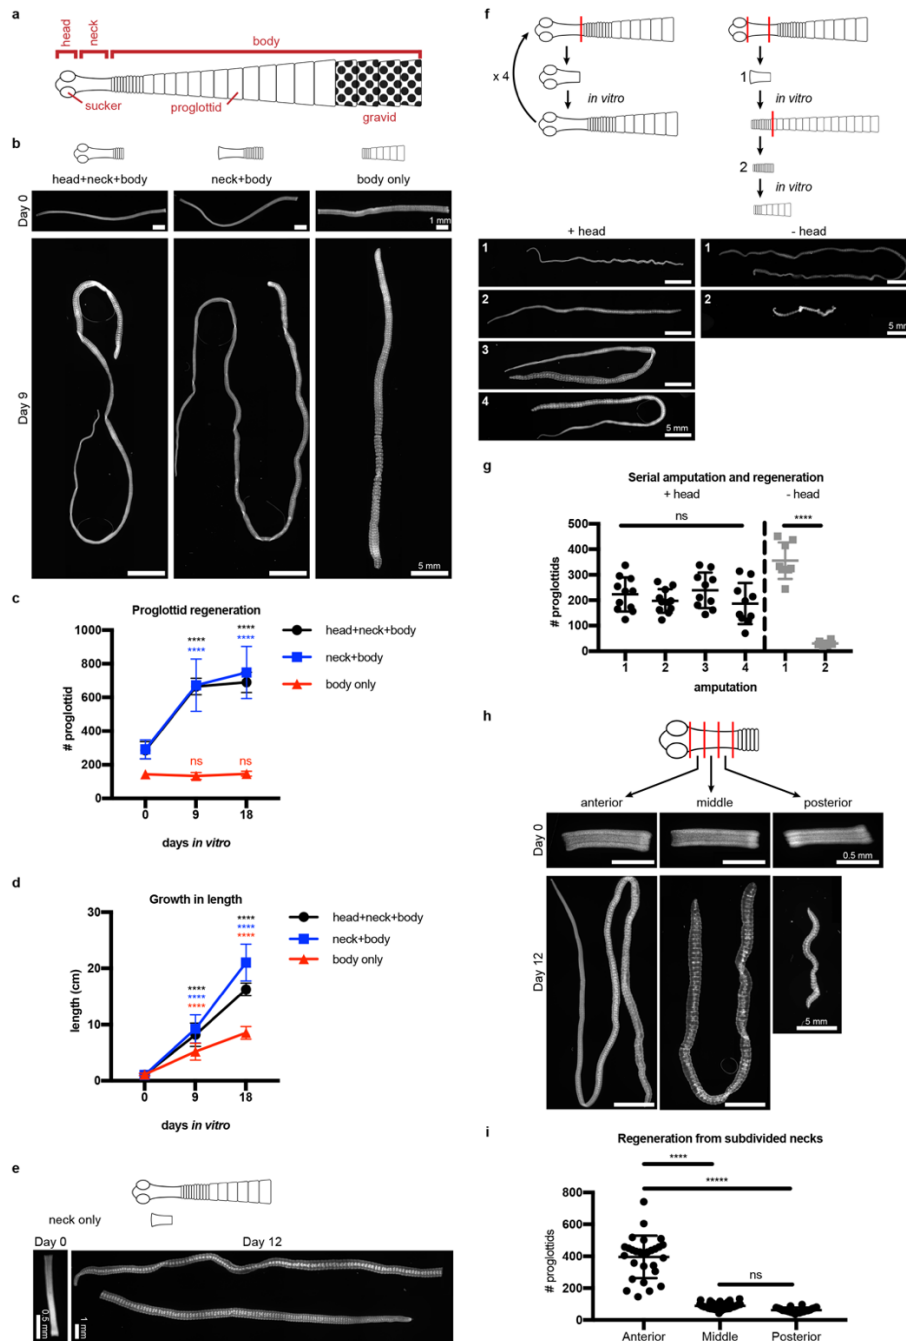 a
head
neck
body
sucker
proglottid
gravid
b
head+neck+body
neck+body
body only
Day 0
1 mm
Day 9
5 mm
c
Proglottid regeneration
1000
800
600
400
200
0
# proglottid
****
****
****
****
ns
ns
0
9
18
days in vitro
head+neck+body
neck+body
body only
d
Growth in length
30
20
10
0
length (cm)
****
****
****
****
****
****
0
9
18
days in vitro
head+neck+body
neck+body
body only
e
neck only
Day 0
Day 12
0.5 mm
1 mm
f
x 4
in vitro
1
in vitro
2
in vitro
+ head
- head
1
2
3
4
5 mm
1
2
5 mm
g
Serial amputation and regeneration
+ head
- head
ns
****
500
400
300
200
100
0
# proglottids
1
2
3
4
1
2
amputation
h
anterior
middle
posterior
Day 0
0.5 mm
Day 12
5 mm
i
Regeneration from subdivided necks
****
*****
ns
800
600
400
200
0
# proglottids
Anterior
Middle
Posterior